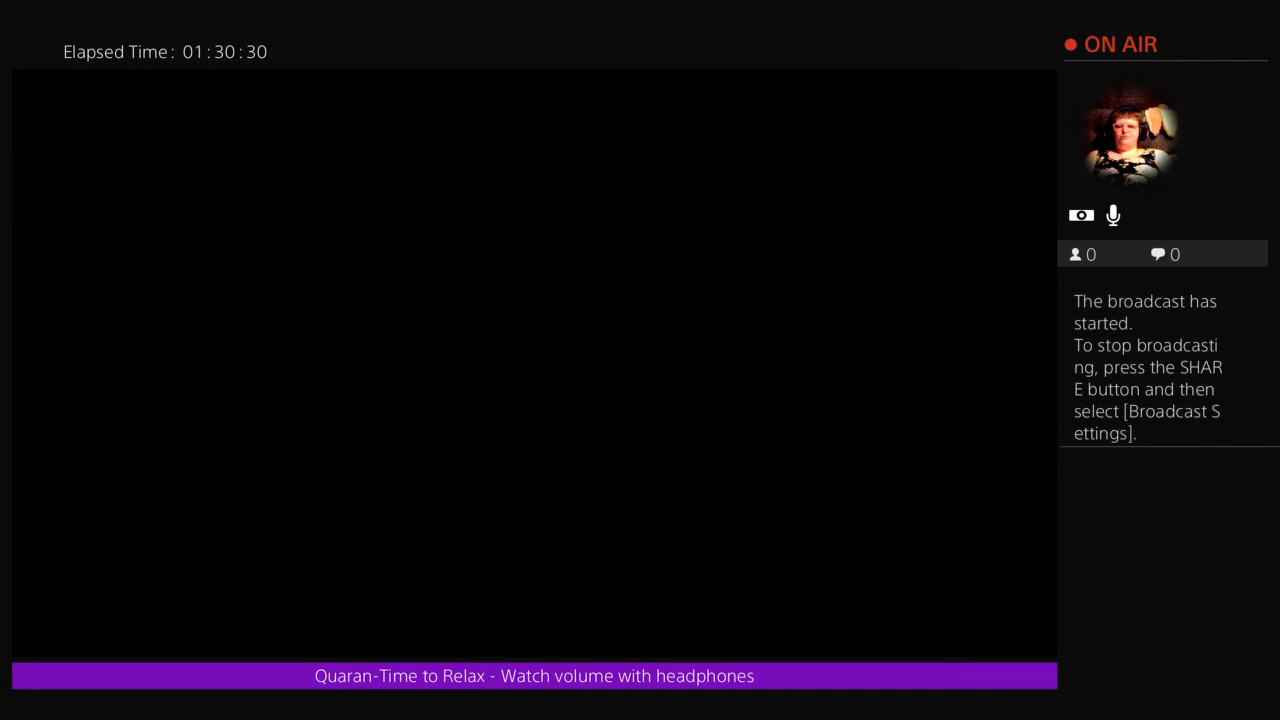 Elapsed Time: 01:30:30
ON AIR
0 0
The broadcast has
started.
To stop broadcasti
ng, press the SHAR
E button and then
select [Broadcast S
ettings].
Quaran-Time to Relax - Watch volume with headphones